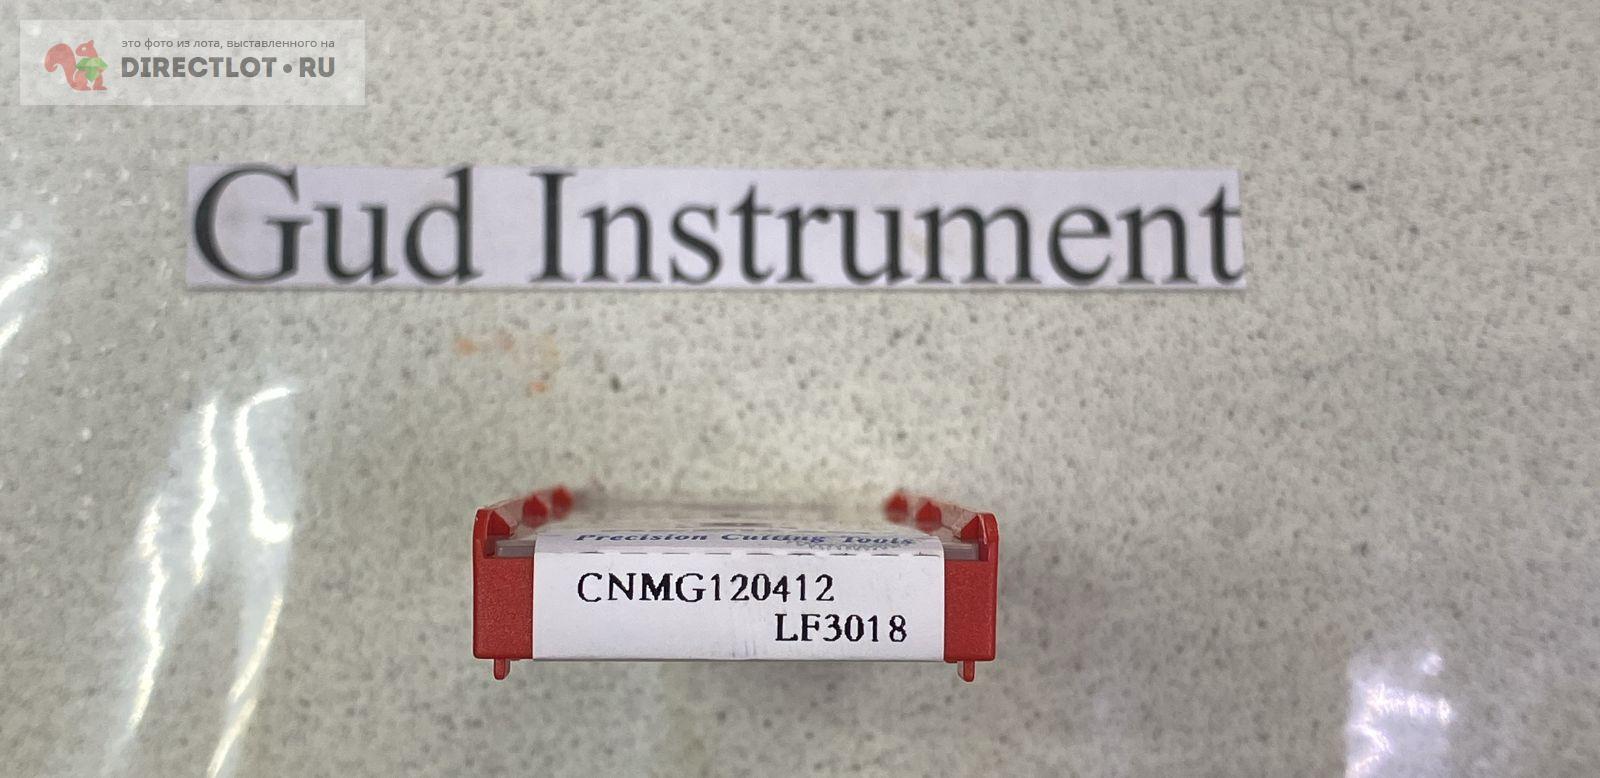 это фото из лота, выставленного на
DIRECTLOT•RU
Gud Instrument
Precision Cutting Tools
CNMG120412
LF3018